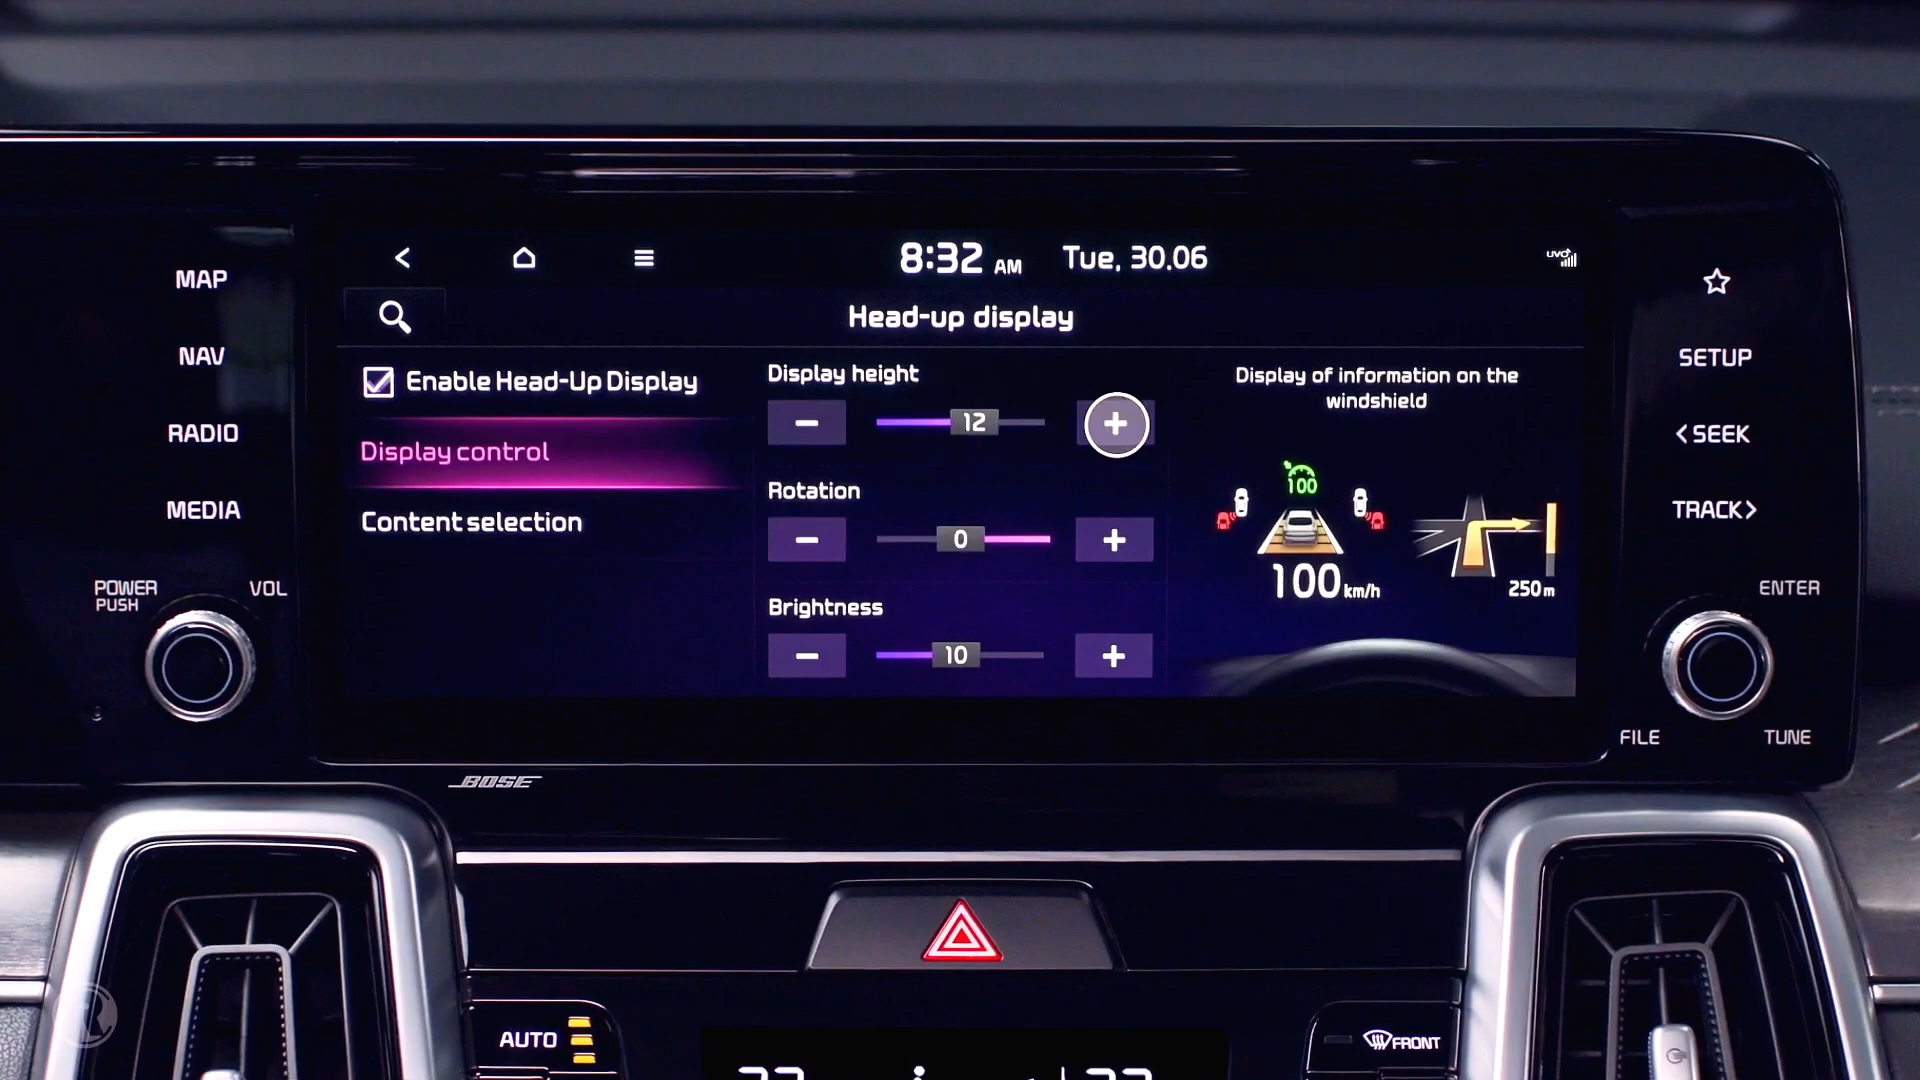 8:32 AM Tue, 30.06
UVO
Head-up display
Enable Head-Up Display
Display control
Content selection
Display height
12
Rotation
0
Brightness
10
Display of information on the
windshield
100
100 km/h
250 m
MAP
NAV
RADIO
MEDIA
POWER
PUSH
VOL
SETUP
< SEEK
TRACK >
ENTER
FILE
TUNE
BOSE
AUTO
FRONT